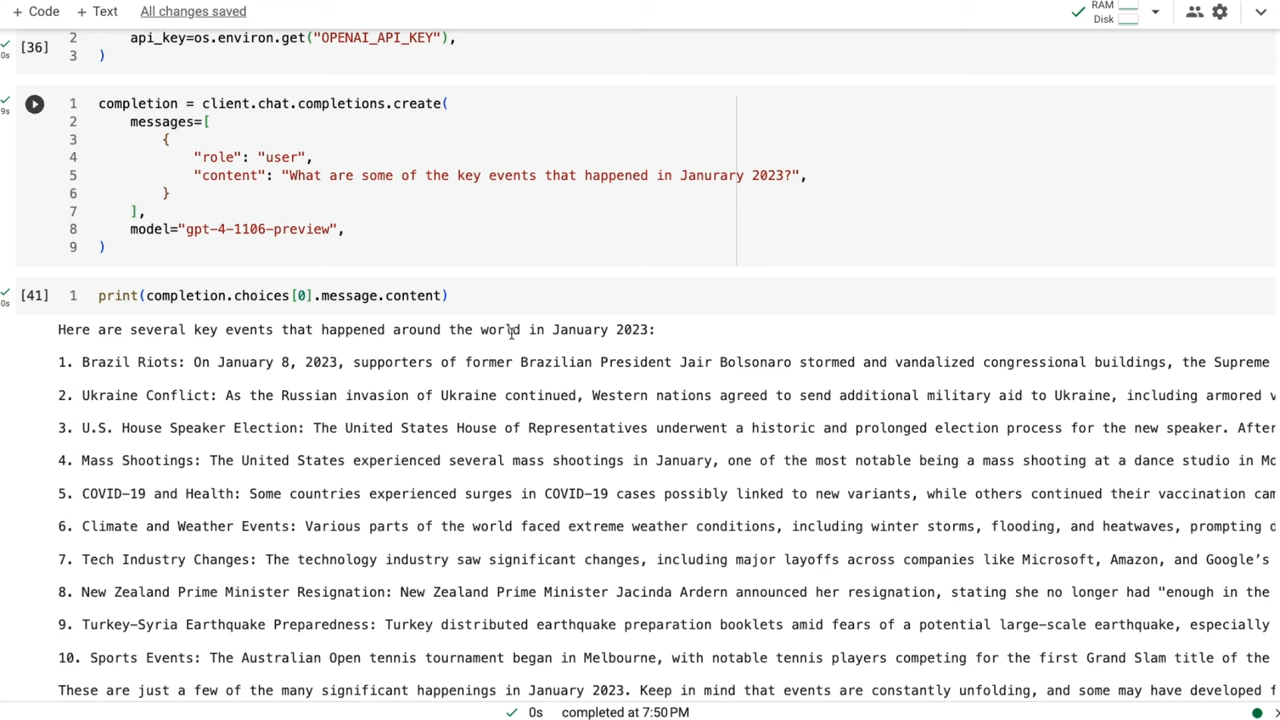 + Code + Text All changes saved RAM
Disk
[36] 2 api_key=os.environ.get("OPENAI_API_KEY"),
0s 3 )
9s 1 completion = client.chat.completions.create(
2 messages=[
3 {
4 "role": "user",
5 "content": "What are some of the key events that happened in Janurary 2023?",
6 }
7 ],
8 model="gpt-4-1106-preview",
9 )
0s [41] 1 print(completion.choices[0].message.content)
Here are several key events that happened around the world in January 2023:
1. Brazil Riots: On January 8, 2023, supporters of former Brazilian President Jair Bolsonaro stormed and vandalized congressional buildings, the Supreme
2. Ukraine Conflict: As the Russian invasion of Ukraine continued, Western nations agreed to send additional military aid to Ukraine, including armored v
3. U.S. House Speaker Election: The United States House of Representatives underwent a historic and prolonged election process for the new speaker. After
4. Mass Shootings: The United States experienced several mass shootings in January, one of the most notable being a mass shooting at a dance studio in Mo
5. COVID-19 and Health: Some countries experienced surges in COVID-19 cases possibly linked to new variants, while others continued their vaccination cam
6. Climate and Weather Events: Various parts of the world faced extreme weather conditions, including winter storms, flooding, and heatwaves, prompting d
7. Tech Industry Changes: The technology industry saw significant changes, including major layoffs across companies like Microsoft, Amazon, and Google's
8. New Zealand Prime Minister Resignation: New Zealand Prime Minister Jacinda Ardern announced her resignation, stating she no longer had "enough in the
9. Turkey-Syria Earthquake Preparedness: Turkey distributed earthquake preparation booklets amid fears of a potential large-scale earthquake, especially
10. Sports Events: The Australian Open tennis tournament began in Melbourne, with notable tennis players competing for the first Grand Slam title of the
These are just a few of the many significant happenings in January 2023. Keep in mind that events are constantly unfolding, and some may have developed f
0s completed at 7:50 PM